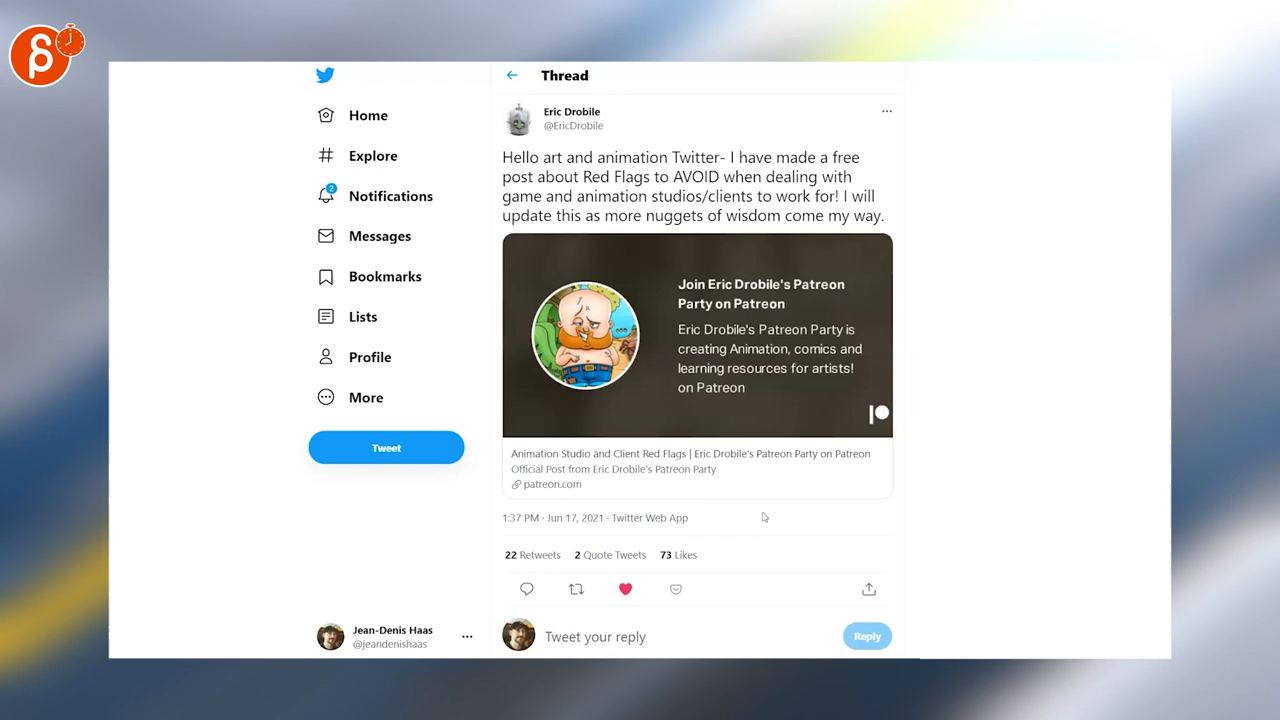 Thread
Home
Explore
2
Notifications
Messages
Bookmarks
Lists
Profile
More
Tweet
Jean-Denis Haas
@jeandenishaas
Eric Drobile
@EricDrobile
Hello art and animation Twitter- I have made a free
post about Red Flags to AVOID when dealing with
game and animation studios/clients to work for! I will
update this as more nuggets of wisdom come my way.
Join Eric Drobile's Patreon
Party on Patreon
Eric Drobile's Patreon Party is
creating Animation, comics and
learning resources for artists!
on Patreon
Animation Studio and Client Red Flags | Eric Drobile's Patreon Party on Patreon
Official Post from Eric Drobile's Patreon Party
patreon.com
1:37 PM · Jun 17, 2021 · Twitter Web App
22 Retweets 2 Quote Tweets 73 Likes
Tweet your reply
Reply